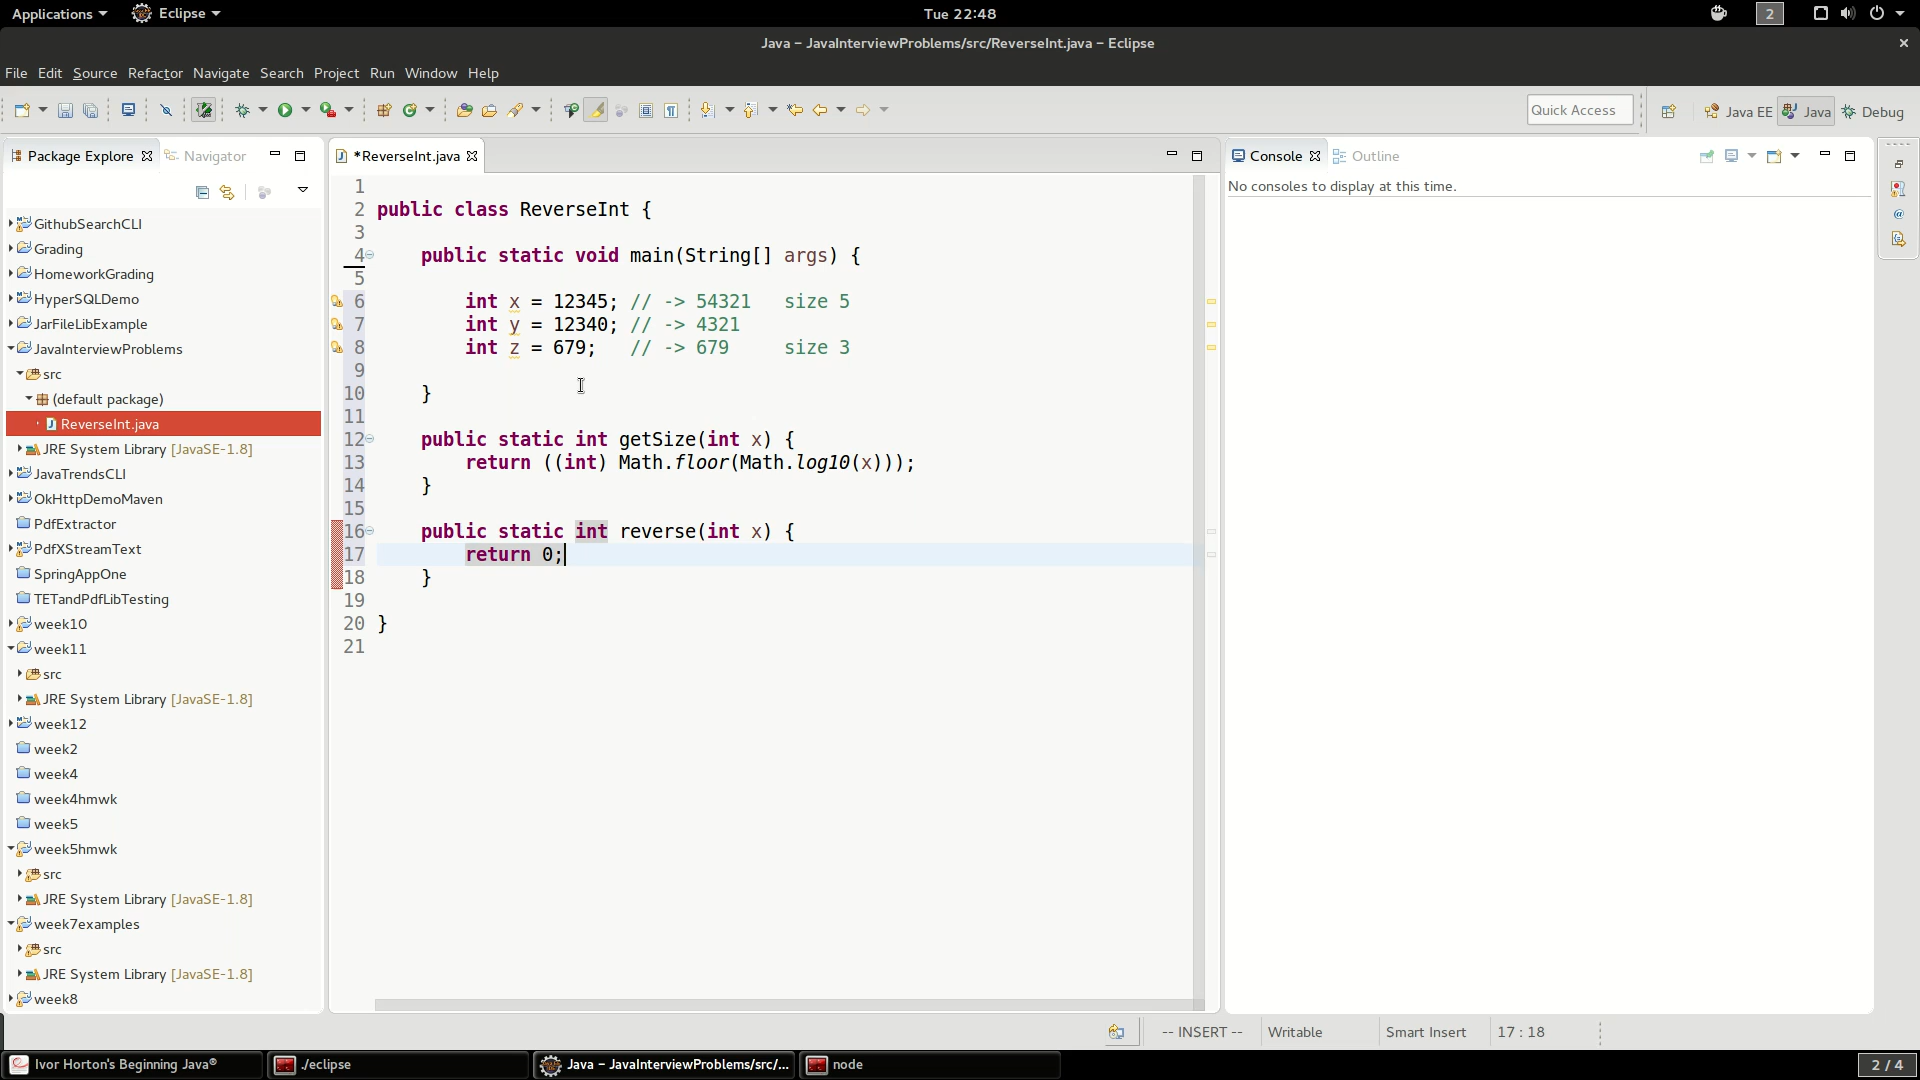 Applications Eclipse Tue 22:48 2
Java - JavaInterviewProblems/src/ReverseInt.java - Eclipse
File Edit Source Refactor Navigate Search Project Run Window Help
Quick Access Java EE Java Debug
Package Explore Navigator
GithubSearchCLI
Grading
HomeworkGrading
HyperSQLDemo
JarFileLibExample
JavaInterviewProblems
src
(default package)
ReverseInt.java
JRE System Library [JavaSE-1.8]
JavaTrendsCLI
OkHttpDemoMaven
PdfExtractor
PdfXStreamText
SpringAppOne
TETandPdfLibTesting
week10
week11
src
JRE System Library [JavaSE-1.8]
week12
week2
week4
week4hmwk
week5
week5hmwk
src
JRE System Library [JavaSE-1.8]
week7examples
src
JRE System Library [JavaSE-1.8]
week8
*ReverseInt.java
1
2 public class ReverseInt {
3
4 public static void main(String[] args) {
5
6 int x = 12345; // -> 54321 size 5
7 int y = 12340; // -> 4321
8 int z = 679; // -> 679 size 3
9
10 }
11
12 public static int getSize(int x) {
13 return ((int) Math.floor(Math.log10(x)));
14 }
15
16 public static int reverse(int x) {
17 return 0;
18 }
19
20 }
21
Console Outline
No consoles to display at this time.
-- INSERT -- Writable Smart Insert 17 : 18
Ivor Horton's Beginning Java® ./eclipse Java - JavaInterviewProblems/src/... node 2 / 4